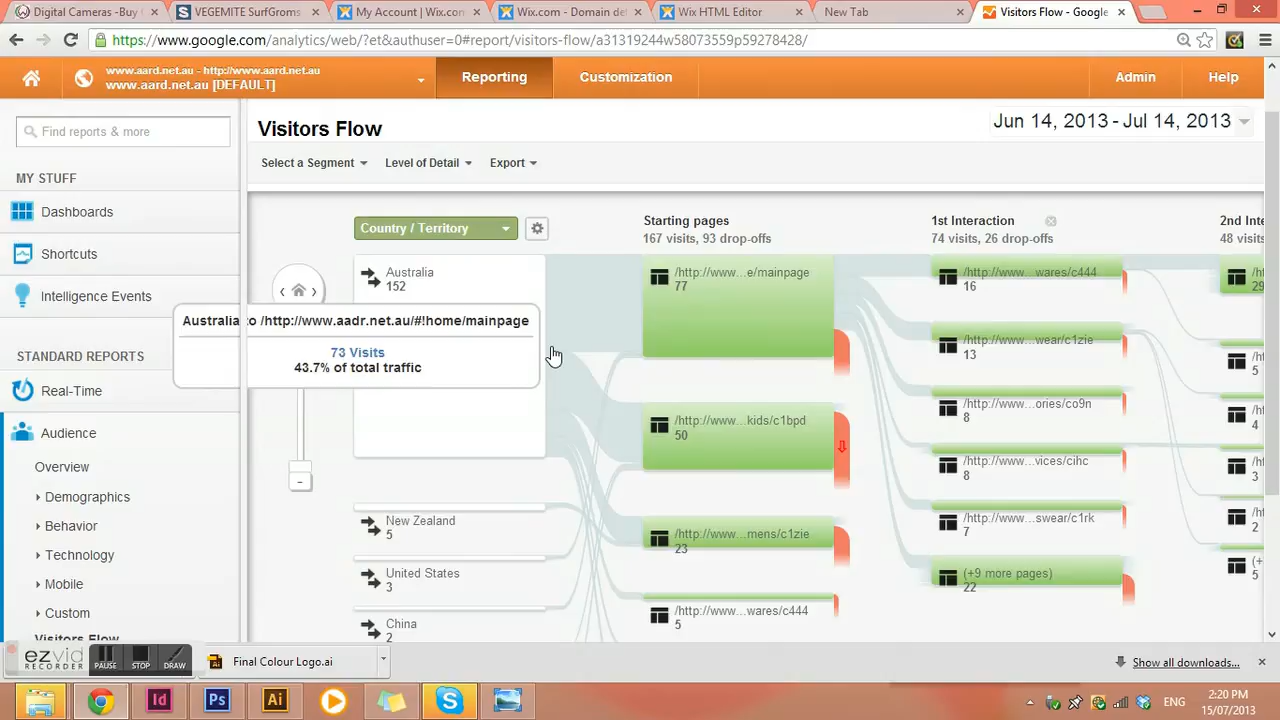 Digital Cameras -Buy
VEGEMITE SurfGroms
My Account | Wix.com
Wix.com - Domain de
Wix HTML Editor
New Tab
Visitors Flow - Google
https://www.google.com/analytics/web/?et&authuser=0#report/visitors-flow/a31319244w58073559p59278428/
www.aard.net.au - http://www.aard.net.au
www.aard.net.au [DEFAULT]
Reporting
Customization
Admin
Help
Find reports & more
MY STUFF
Dashboards
Shortcuts
Intelligence Events
STANDARD REPORTS
Real-Time
Audience
Overview
Demographics
Behavior
Technology
Mobile
Custom
Visitors Flow
Visitors Flow
Jun 14, 2013 - Jul 14, 2013
Select a Segment
Level of Detail
Export
Country / Territory
Australia
152
Australia to /http://www.aadr.net.au/#!home/mainpage
73 Visits
43.7% of total traffic
New Zealand
5
United States
3
China
2
Starting pages
167 visits, 93 drop-offs
/http://www...e/mainpage
77
/http://www...kids/c1bpd
50
/http://www...mens/c1zie
23
/http://www...wares/c444
5
1st Interaction
74 visits, 26 drop-offs
/http://www...wares/c444
16
/http://www...wear/c1zie
13
/http://www...ories/co9n
8
/http://www...vices/cihc
8
/http://www...swear/c1rk
7
(+9 more pages)
22
2nd Inte
48 visits
29
5
4
3
2
(+
5
ezvid
RECORDER
PAUSE
STOP
DRAW
Final Colour Logo.ai
Show all downloads...
Id
Ps
Ai
ENG
2:20 PM
15/07/2013